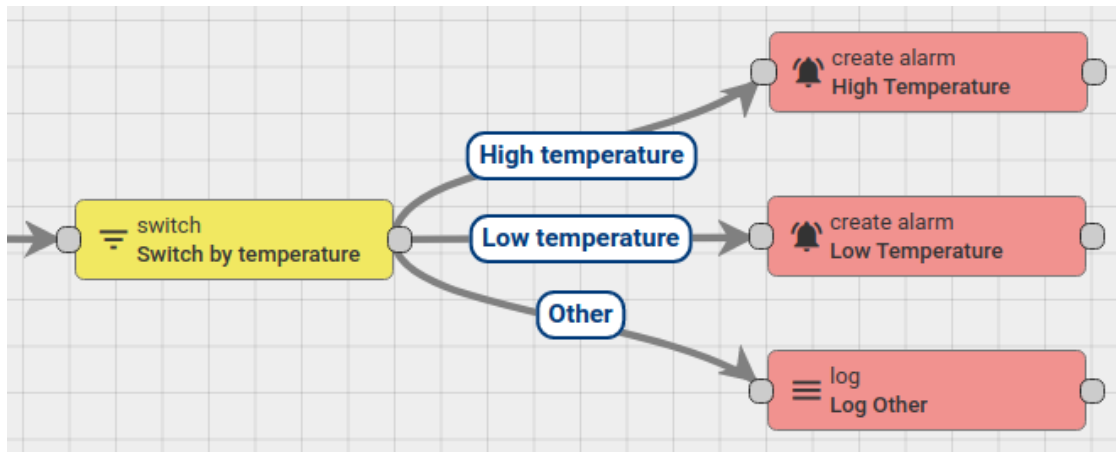 switch
Switch by temperature
High temperature
Low temperature
Other
create alarm
High Temperature
create alarm
Low Temperature
log
Log Other